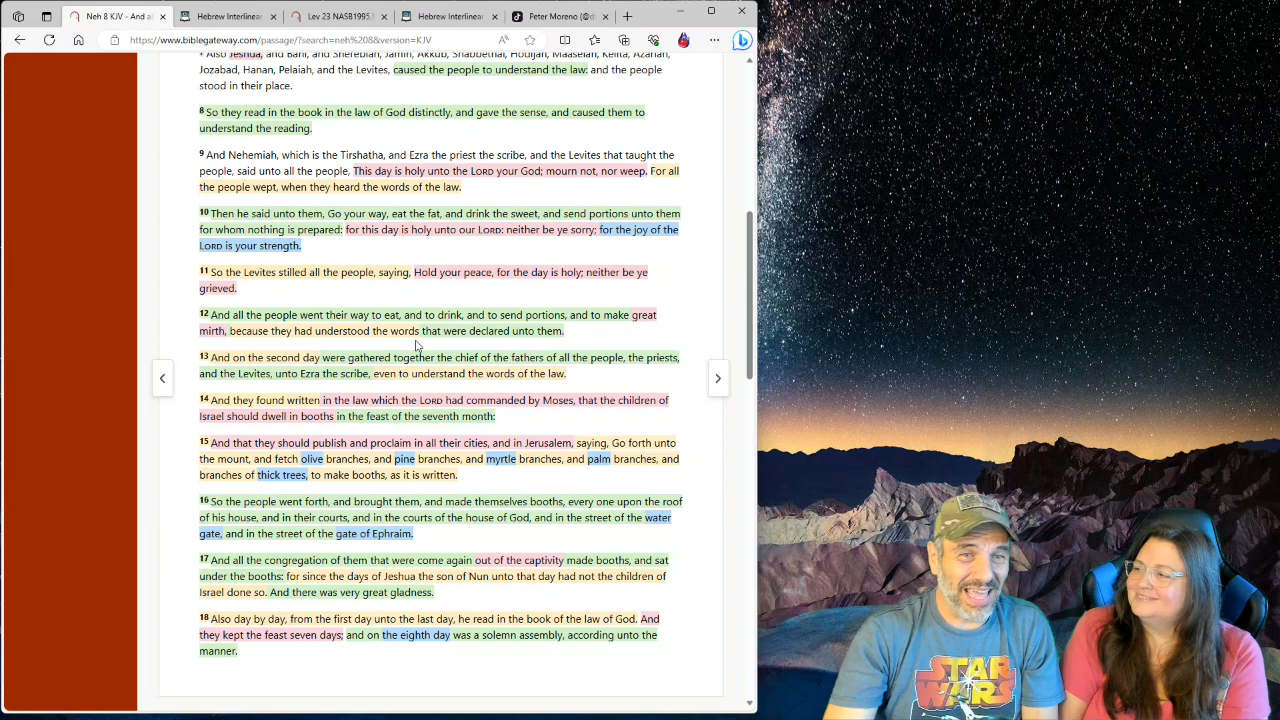 Neh 8 KJV - And al
Hebrew Interlinear
Lev 23 NASB1995,
Hebrew Interlinear
Peter Moreno (@d
https://www.biblegateway.com/passage/?search=neh%208&version=KJV
7 Also Jeshua, and Bani, and Sherebiah, Jamin, Akkub, Shabbethai, Hodijah, Maaseiah, Kelita, Azariah,
Jozabad, Hanan, Pelaiah, and the Levites, caused the people to understand the law: and the people
stood in their place.
8 So they read in the book in the law of God distinctly, and gave the sense, and caused them to
understand the reading.
9 And Nehemiah, which is the Tirshatha, and Ezra the priest the scribe, and the Levites that taught the
people, said unto all the people, This day is holy unto the LORD your God; mourn not, nor weep. For all
the people wept, when they heard the words of the law.
10 Then he said unto them, Go your way, eat the fat, and drink the sweet, and send portions unto them
for whom nothing is prepared: for this day is holy unto our LORD: neither be ye sorry; for the joy of the
LORD is your strength.
11 So the Levites stilled all the people, saying, Hold your peace, for the day is holy; neither be ye
grieved.
12 And all the people went their way to eat, and to drink, and to send portions, and to make great
mirth, because they had understood the words that were declared unto them.
13 And on the second day were gathered together the chief of the fathers of all the people, the priests,
and the Levites, unto Ezra the scribe, even to understand the words of the law.
14 And they found written in the law which the LORD had commanded by Moses, that the children of
Israel should dwell in booths in the feast of the seventh month:
15 And that they should publish and proclaim in all their cities, and in Jerusalem, saying, Go forth unto
the mount, and fetch olive branches, and pine branches, and myrtle branches, and palm branches, and
branches of thick trees, to make booths, as it is written.
16 So the people went forth, and brought them, and made themselves booths, every one upon the roof
of his house, and in their courts, and in the courts of the house of God, and in the street of the water
gate, and in the street of the gate of Ephraim.
17 And all the congregation of them that were come again out of the captivity made booths, and sat
under the booths: for since the days of Jeshua the son of Nun unto that day had not the children of
Israel done so. And there was very great gladness.
18 Also day by day, from the first day unto the last day, he read in the book of the law of God. And
they kept the feast seven days; and on the eighth day was a solemn assembly, according unto the
manner.
STAR
WARS